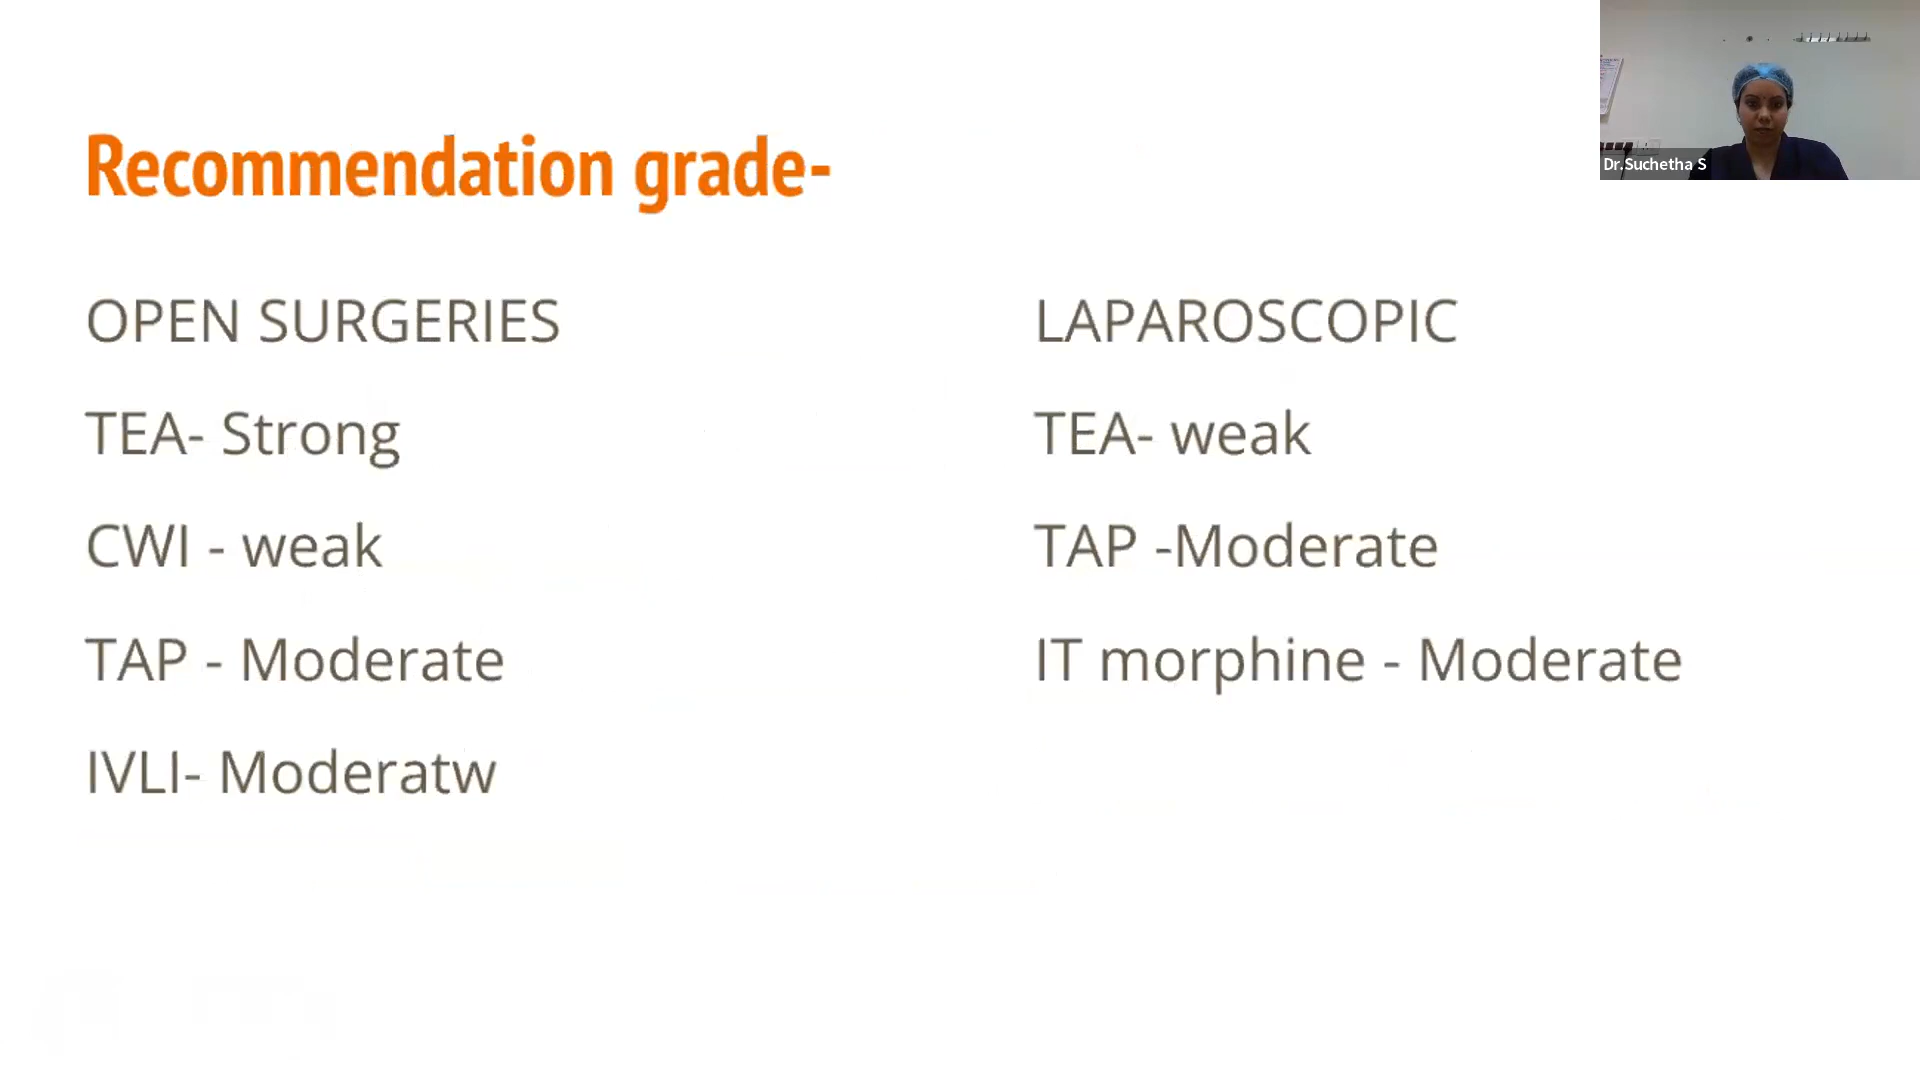 Recommendation grade-
OPEN SURGERIES
TEA- Strong
CWI - weak
TAP - Moderate
IVLI- Moderatw
LAPAROSCOPIC
TEA- weak
TAP -Moderate
IT morphine - Moderate
Dr.Suchetha S